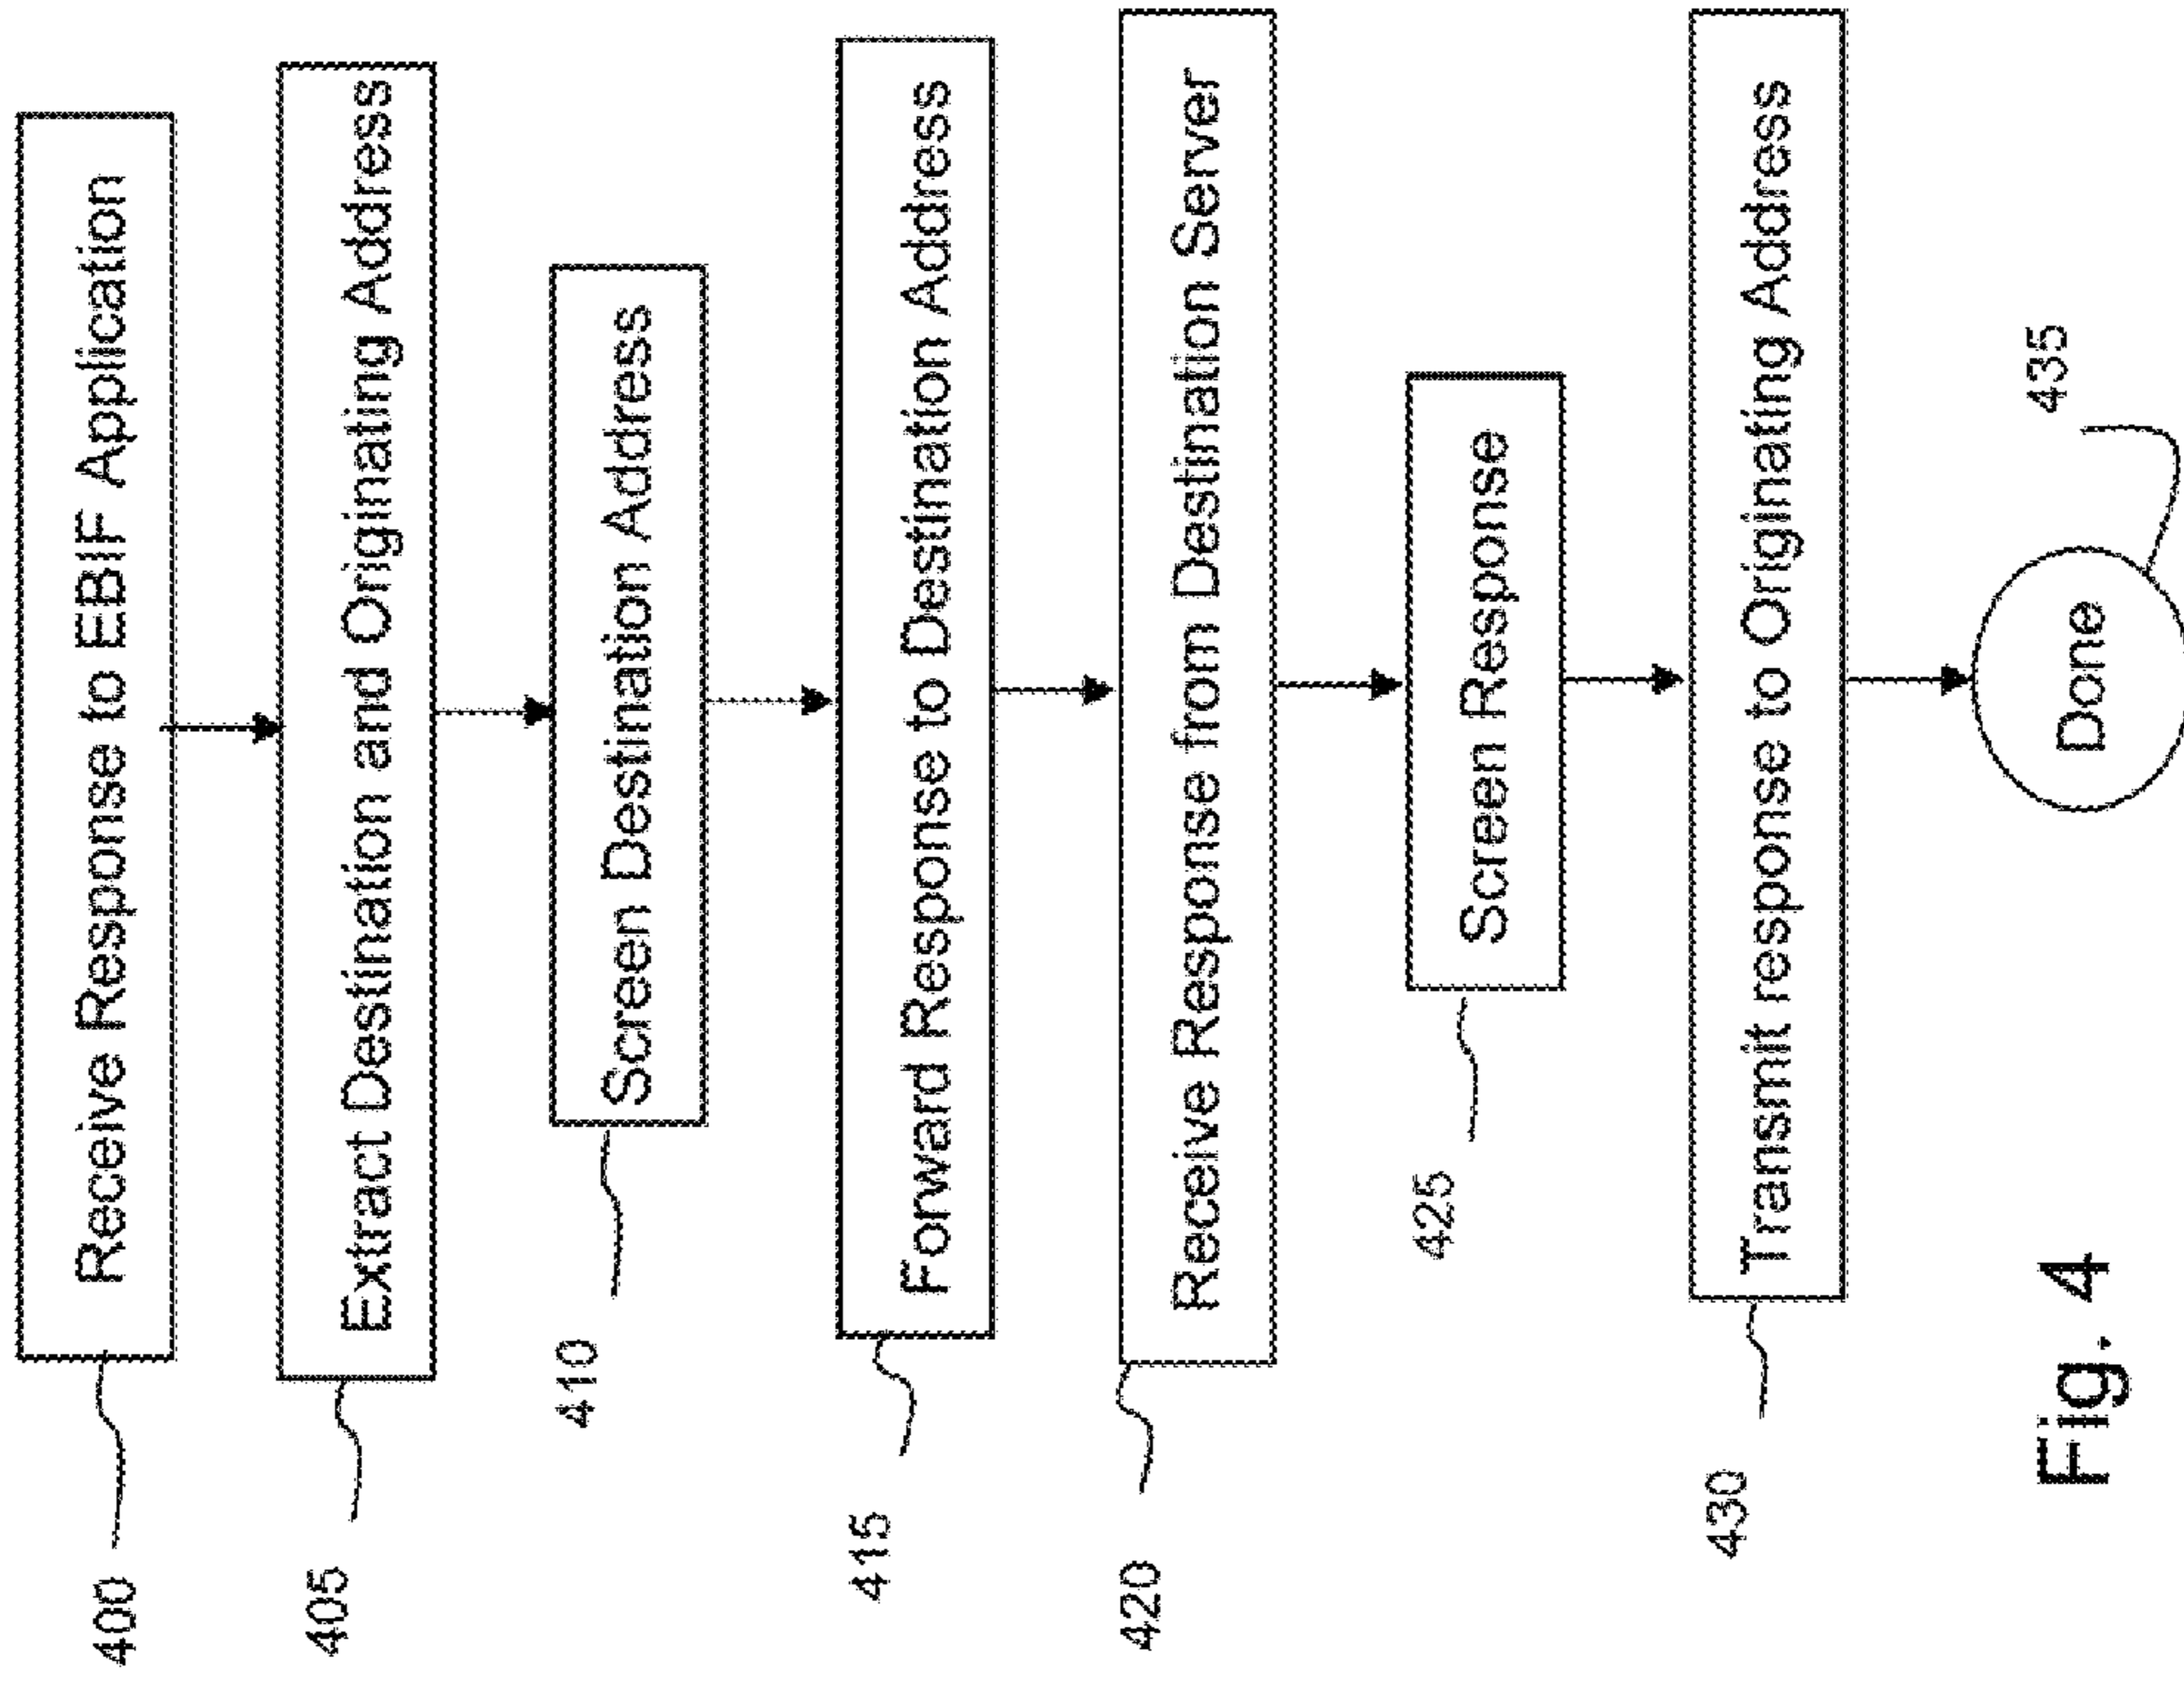 400
Receive Response to EBIF Application
405
Extract Destination and Originating Address
410
Screen Destination Address
415
Forward Response to Destination Address
420
Receive Response from Destination Server
425
Screen Response
430
Transmit response to Originating Address
Done
435
Fig. 4